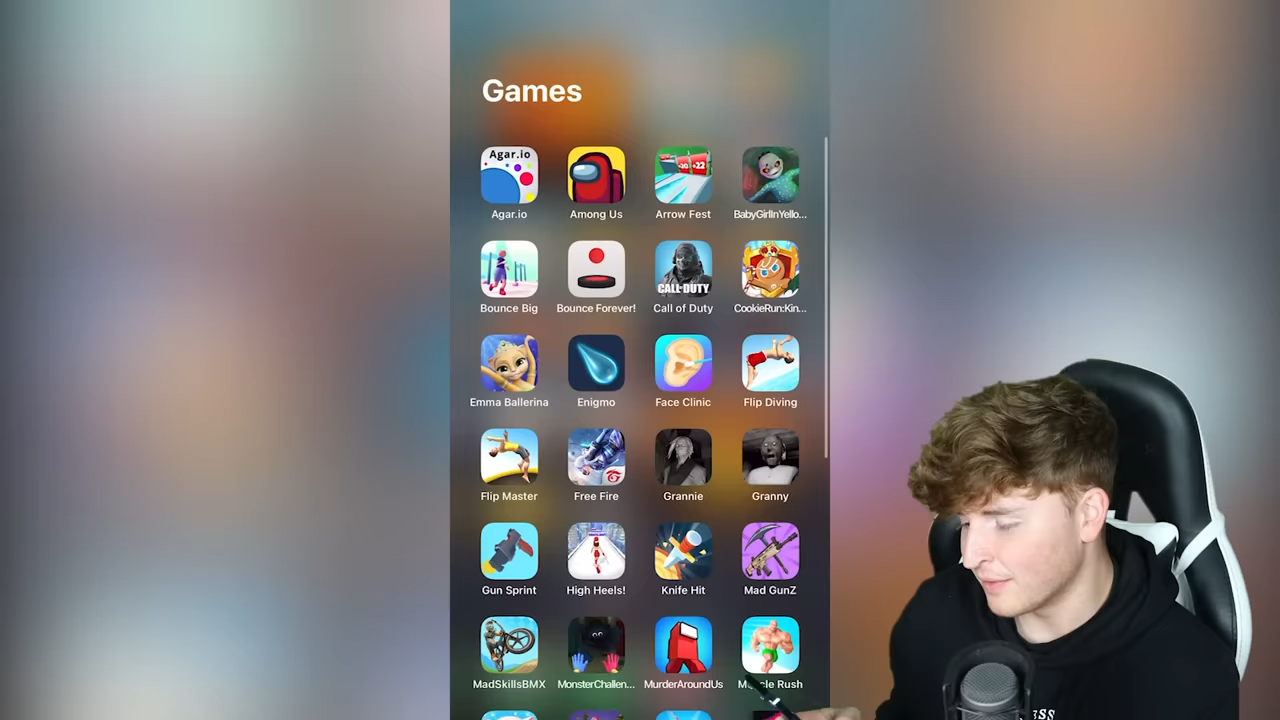 Games
Agar.io
-30 +22
Agar.io Among Us Arrow Fest BabyGirlInYello...
CALL·DUTY
Bounce Big Bounce Forever! Call of Duty CookieRun:Kin...
Emma Ballerina Enigmo Face Clinic Flip Diving
Flip Master Free Fire Grannie Granny
Gun Sprint High Heels! Knife Hit Mad GunZ
MadSkillsBMX MonsterChallen... MurderAroundUs Rush